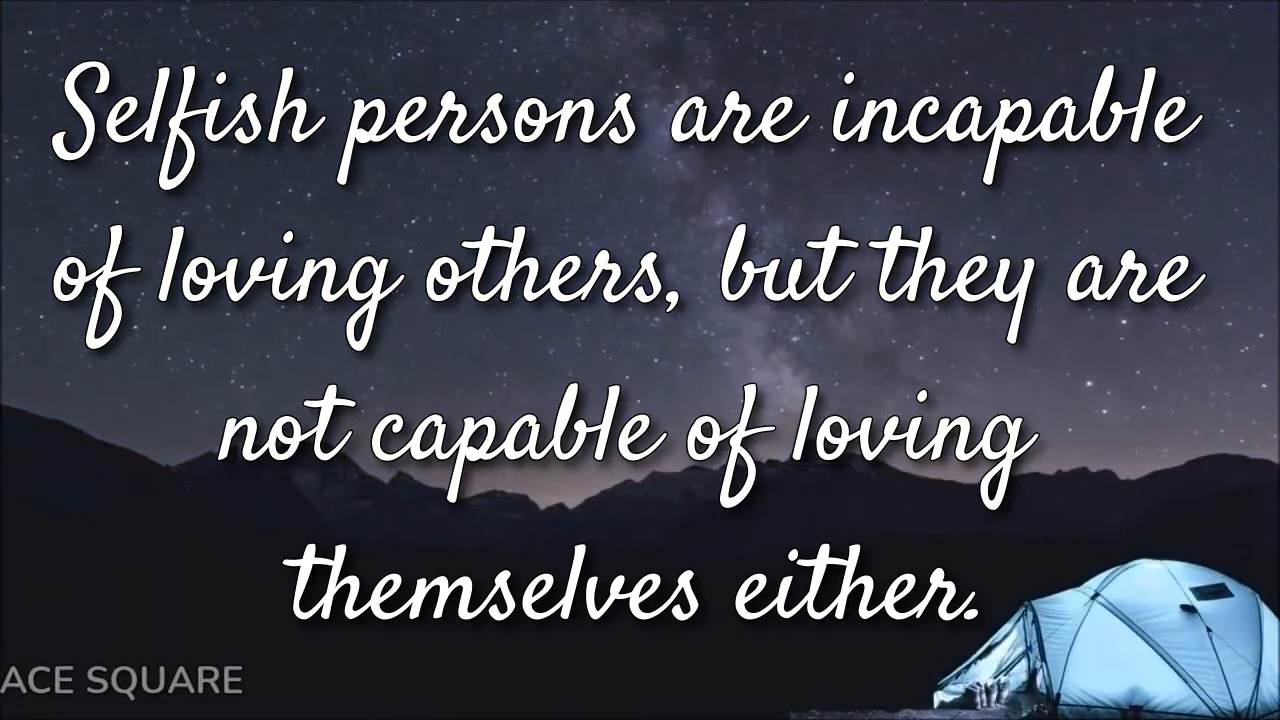 Selfish persons are incapable
of loving others, but they are
not capable of loving
themselves either.
ACE SQUARE